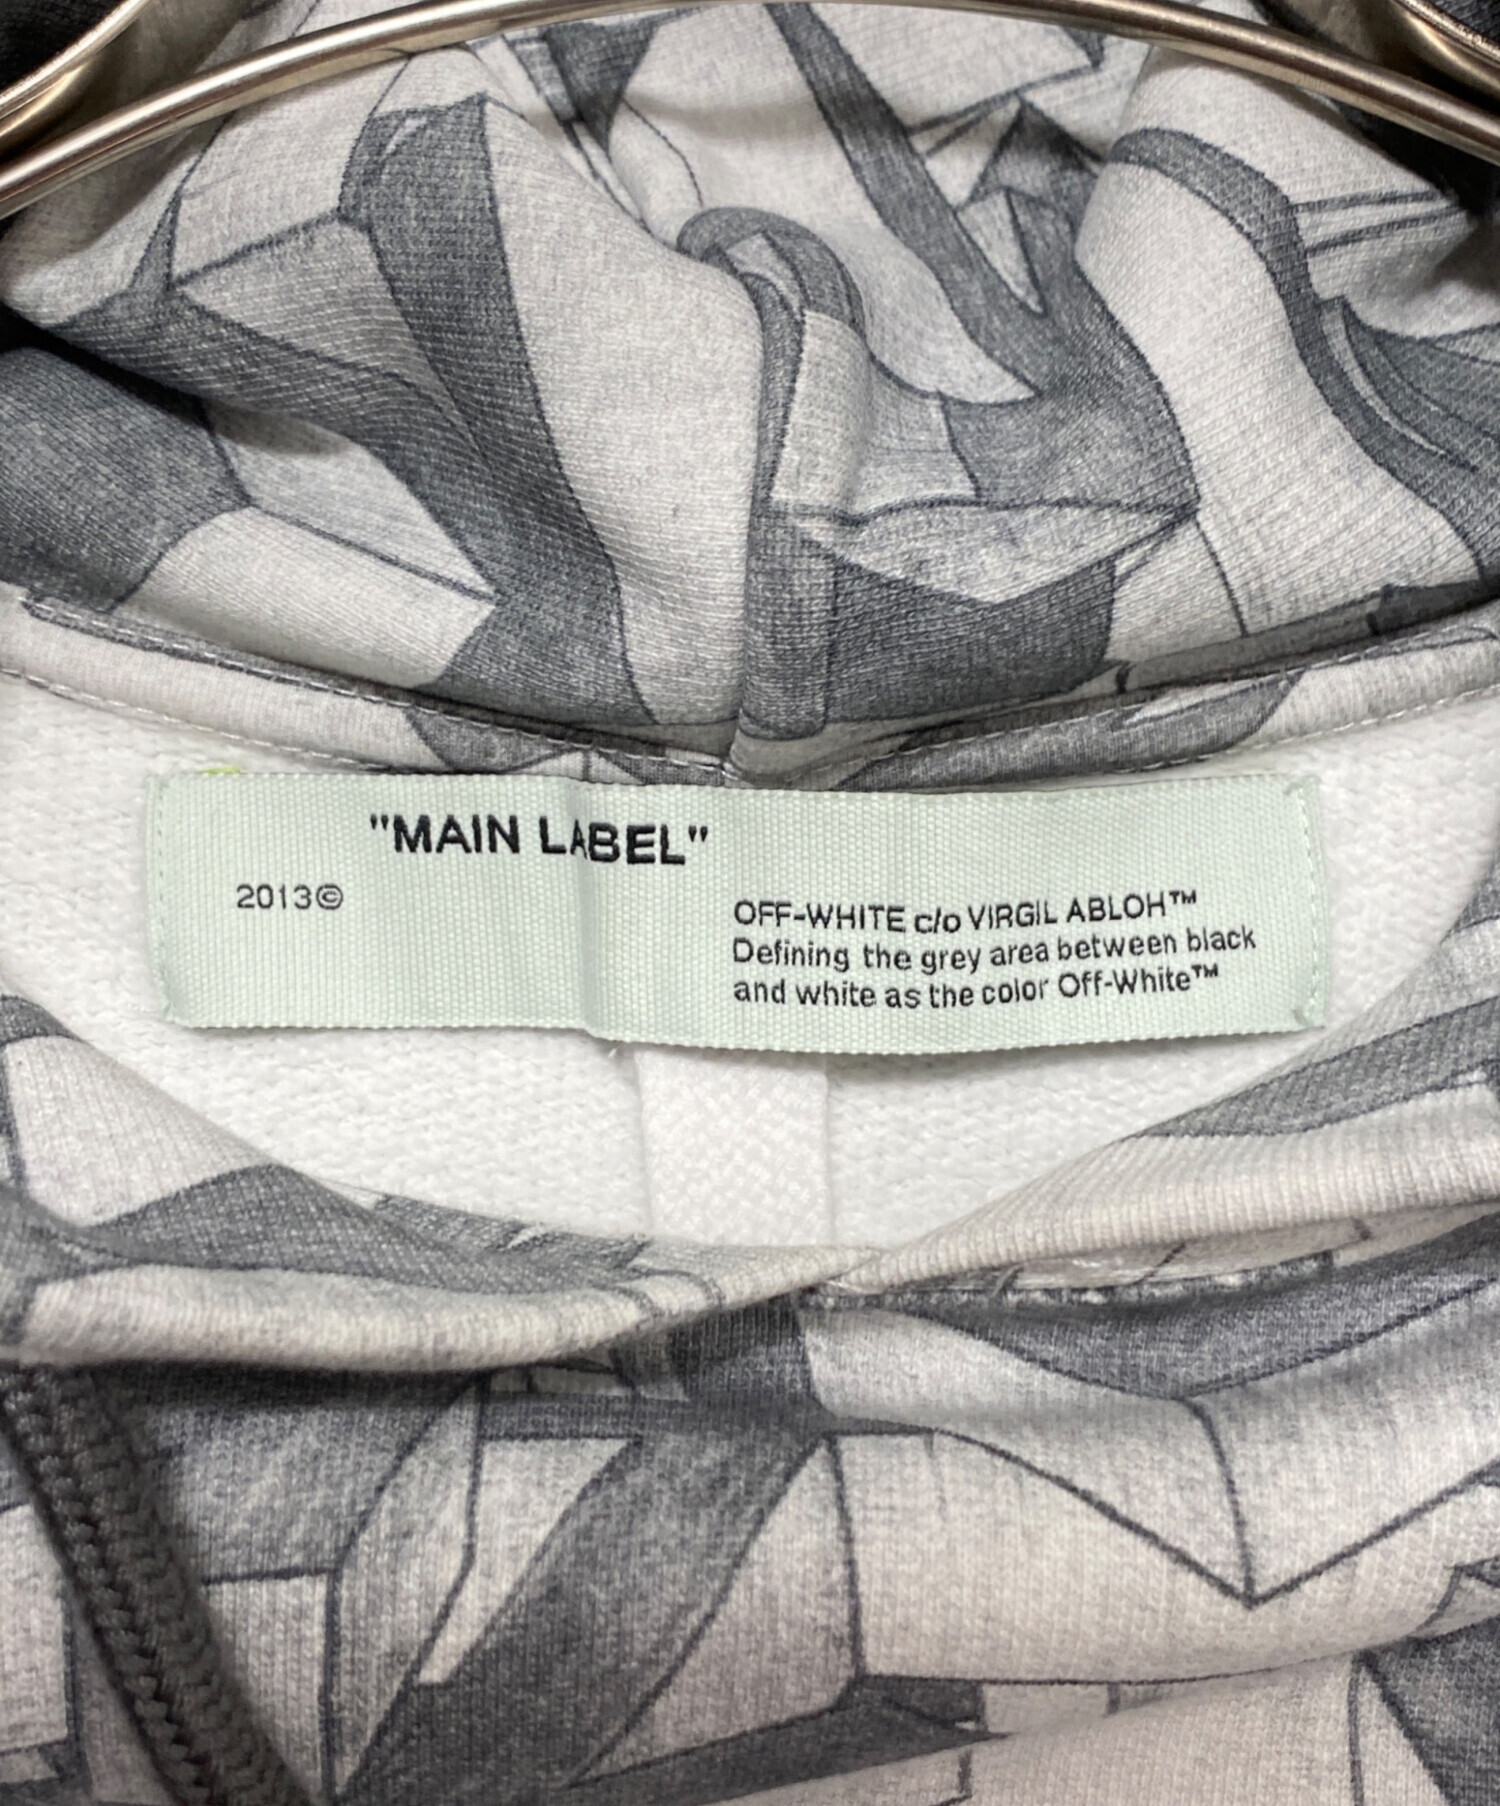 "MAIN LABEL"
2013©
OFF-WHITE c/o VIRGIL ABLOH™
Defining the grey area between black
and white as the color Off-White™